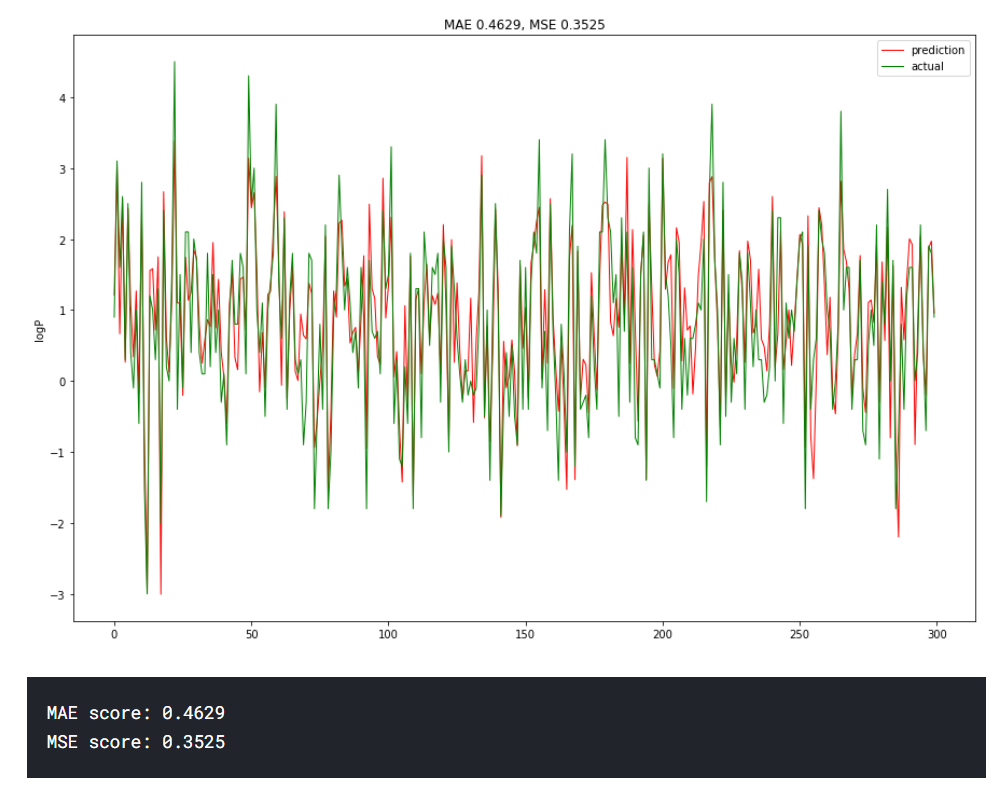 MAE 0.4629, MSE 0.3525
prediction
actual
4
3
2
1
0
−1
−2
−3
logP
0 50 100 150 200 250 300
MAE score: 0.4629
MSE score: 0.3525